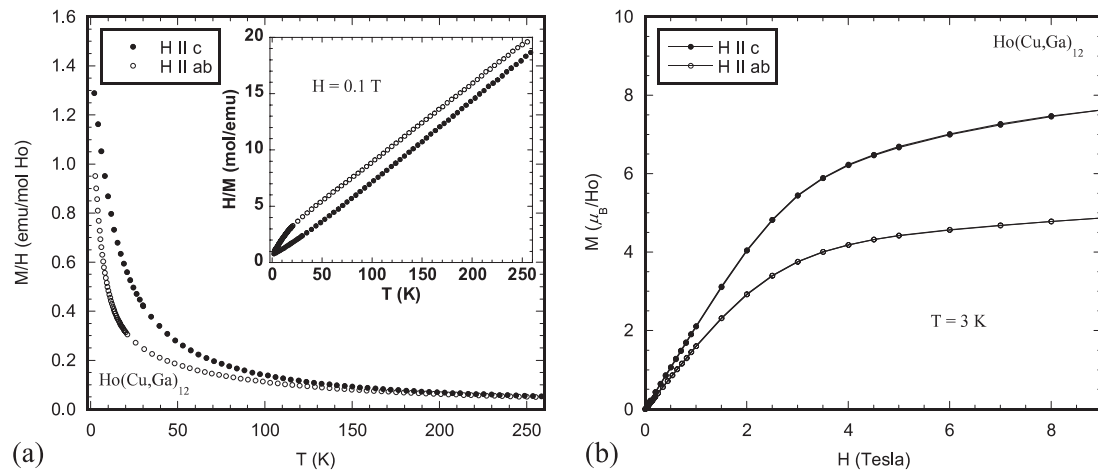 1.6
1.4
1.2
1.0
0.8
0.6
0.4
0.2
0.0
M/H (emu/mol Ho)
H II c
H II ab
Ho(Cu,Ga)12
0 50 100 150 200 250
T (K)
(a)
20
15
10
5
0
H/M (mol/emu)
H = 0.1 T
0 50 100 150 200 250
T (K)
10
8
6
4
2
0
M (μB/Ho)
H II c
H II ab
Ho(Cu,Ga)12
T = 3 K
0 2 4 6 8
H (Tesla)
(b)